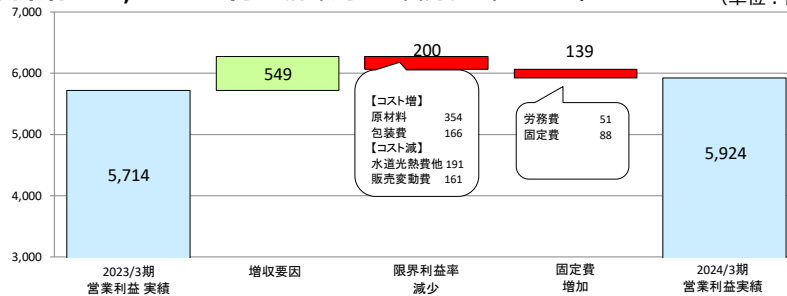 7,000
6,000
5,000
4,000
3,000
5,714
549
200
【コスト増】
原材料 354
包装費 166
【コスト減】
水道光熱費他 191
販売変動費 161
139
労務費 51
固定費 88
5,924
2023/3期
営業利益 実績
増収要因
限界利益率
減少
固定費
増加
2024/3期
営業利益実績